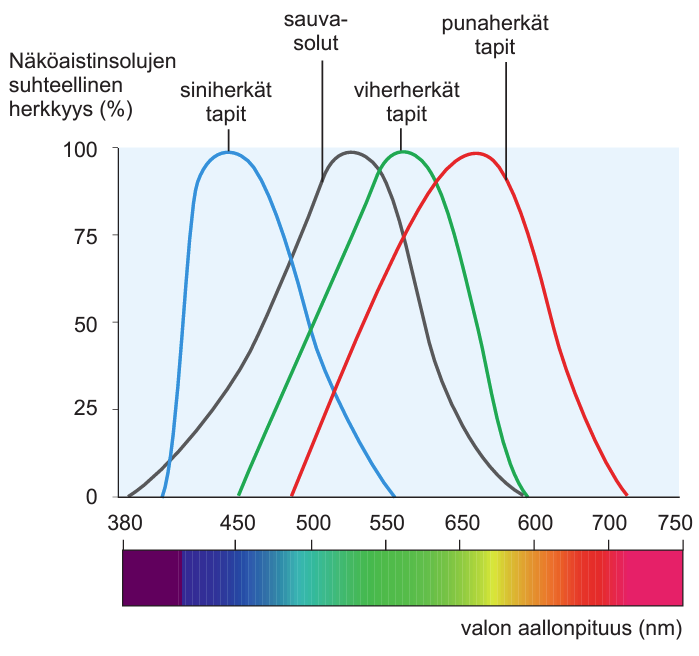 sauva-
solut
punaherkät
tapit
Näköaistinsolujen
suhteellinen
herkkyys (%)
siniherkät
tapit
viherherkät
tapit
100
75
50
25
0
380 450 500 550 650 600 700 750
valon aallonpituus (nm)